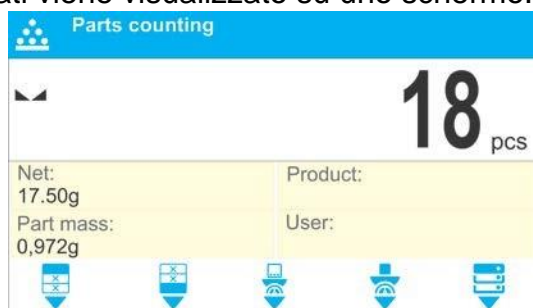 Parts counting
18 pcs
Net:
17.50g
Product:
Part mass:
0,972g
User: